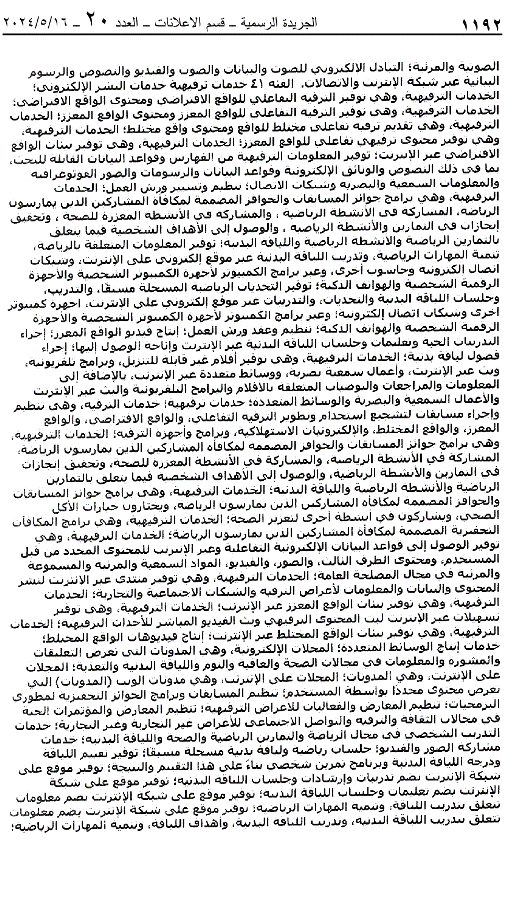 ١١٩٢ الجريدة الرسمية – قسم الاعلانات – العدد ٢٠ – ٢٠٢٤/٥/١٦
الصوتية والمرئية؛ التبادل الالكتروني للصوت والبيانات والصوت والفيديو والنصوص والرسوم
البيانية عبر شبكة الإنترنت والاتصالات. الفئة ٤١ خدمات ترفيهية خدمات النشر الإلكتروني؛
الخدمات الترفيهية، وهي توفير الترفيه التفاعلي للواقع الافتراضي ومحتوى الواقع الافتراضي؛
الخدمات الترفيهية، وهي توفير الترفيه التفاعلي للواقع المعزز ومحتوى الواقع المعزز؛ الخدمات
الترفيهية، وهي تقديم ترفيه تفاعلي مختلط للواقع ومحتوى واقع مختلط؛ الخدمات الترفيهية،
وهي توفير محتوى ترفيهي تفاعلي للواقع المعزز؛ الخدمات الترفيهية، وهي توفير بيئات الواقع
الافتراضي عبر الإنترنت؛ توفير المعلومات الترفيهية من الفهارس وقواعد البيانات القابلة للبحث،
بما في ذلك النصوص والوثائق الإلكترونية وقواعد البيانات والرسومات والصور الفوتوغرافية
والمعلومات السمعية والبصرية وشبكات الاتصال؛ تنظيم وتسيير ورش العمل؛ الخدمات
الترفيهية، وهي برامج جوائز المسابقات والحوافز المصممة لمكافأة المشاركين الذين يمارسون
الرياضة، المشاركة في الأنشطة الرياضية ، والمشاركة في الأنشطة المعززة للصحة ، وتحقيق
إنجازات في التمارين والأنشطة الرياضية ، والوصول إلى الأهداف الشخصية فيما يتعلق
بالتمارين الرياضية والأنشطة الرياضية واللياقة البدنية؛ توفير المعلومات المتعلقة بالرياضة،
تنمية المهارات الرياضية، وتدريب اللياقة البدنية عبر موقع إلكتروني على الإنترنت، وشبكات
اتصال الكترونية وحاسوب أخرى، وعبر برامج الكمبيوتر لأجهزة الكمبيوتر الشخصية والأجهزة
الرقمية الشخصية والهواتف الذكية؛ توفير التحديات الرياضية المسجلة مسبقًا، والتدريب،
وجلسات اللياقة البدنية والتحديات، والتدريبات عبر موقع إلكتروني على الإنترنت، اجهزة كمبيوتر
اخرى وشبكات اتصال إلكترونية؛ وعبر برامج الكمبيوتر لأجهزة الكمبيوتر الشخصية والأجهزة
الرقمية الشخصية والهواتف الذكية؛ تنظيم وعقد ورش العمل؛ إنتاج فيديو الواقع المعزز؛ إجراء
التدريبات الحية وتعليمات وجلسات اللياقة البدنية عبر الإنترنت وإتاحة الوصول إليها؛ إجراء
فصول لياقة بدنية؛ الخدمات الترفيهية، وهي توفير أفلام غير قابلة للتنزيل، وبرامج تلفزيونية،
وبث عبر الإنترنت، وأعمال سمعية بصرية، ووسائط متعددة عبر الإنترنت، بالإضافة إلى
المعلومات والمراجعات والتوصيات المتعلقة بالأفلام والبرامج التلفزيونية والبث عبر الانترنت
والأعمال السمعية والبصرية والوسائط المتعددة؛ خدمات ترفيهية؛ خدمات الترفيه، وهي تنظيم
وإجراء مسابقات لتشجيع استخدام وتطوير الترفيه التفاعلي، والواقع الافتراضي، والواقع
المعزز، والواقع المختلط، والإلكترونيات الاستهلاكية، وبرامج وأجهزة الترفيه؛ الخدمات الترفيهية،
وهي برامج جوائز المسابقات والحوافز المصممة لمكافأة المشاركين الذين يمارسون الرياضة،
المشاركة في الأنشطة الرياضية، والمشاركة في الأنشطة المعززة للصحة، وتحقيق إنجازات
في التمارين والأنشطة الرياضية، والوصول إلى الأهداف الشخصية فيما يتعلق بالتمارين
الرياضية والأنشطة الرياضية واللياقة البدنية؛ الخدمات الترفيهية، وهي برامج جوائز المسابقات
والحوافز المصممة لمكافأة المشاركين الذين يمارسون الرياضة، ويختارون خيارات الأكل
الصحي، ويشاركون في أنشطة أخرى لتعزيز الصحة؛ الخدمات الترفيهية، وهي برامج المكافآت
التحفيزية المصممة لمكافأة المشاركين الذين يمارسون الرياضة؛ الخدمات الترفيهية، وهي
توفير الوصول إلى قواعد البيانات الإلكترونية التفاعلية وعبر الإنترنت للمحتوى المحدد من قبل
المستخدم، ومحتوى الطرف الثالث، والصور، والفيديو، المواد السمعية والمرئية والمسموعة
والمرئية في مجال المصلحة العامة؛ الخدمات الترفيهية، وهي توفير منتدى عبر الانترنت لنشر
المحتوى والبيانات والمعلومات لأغراض الترفيه والشبكات الاجتماعية والتجارية؛ الخدمات
الترفيهية، وهي توفير بيئات الواقع المعزز عبر الإنترنت؛ الخدمات الترفيهية، وهي توفير
تسهيلات عبر الانترنت لبث المحتوى الترفيهي وبث الفيديو المباشر للأحداث الترفيهية؛ الخدمات
الترفيهية، وهي توفير بيئات الواقع المختلط عبر الإنترنت؛ إنتاج فيديوهات الواقع المختلط؛
خدمات إنتاج الوسائط المتعددة؛ المجلات الإلكترونية، وهي المدونات التي تعرض التعليقات
والمشورة والمعلومات في مجالات الصحة والعافية والنوم واللياقة البدنية والتغذية؛ المجلات
على الإنترنت، وهي المدونات؛ المجلات على الإنترنت، وهي مدونات الويب (المدونات) التي
تعرض محتوى محددًا بواسطة المستخدم؛ تنظيم المسابقات وبرامج الجوائز التحفيزية لمطوري
البرمجيات؛ تنظيم المعارض والفعاليات للأغراض الترفيهية؛ تنظيم المعارض والمؤتمرات الحية
في مجالات الثقافة والترفيه والتواصل الاجتماعي للأغراض غير التجارية وغير التجارية؛ خدمات
التدريب الشخصي في مجال الرياضة والتمارين الرياضية والصحة واللياقة البدنية؛ خدمات
مشاركة الصور والفيديو؛ جلسات رياضية ولياقة بدنية مسجلة مسبقا؛ توفير تقييم اللياقة
ودرجة اللياقة البدنية وبرنامج تمرين شخصي بناءً على هذا التقييم والنتيجة؛ توفير موقع على
شبكة الإنترنت يضم تدريبات وإرشادات وجلسات اللياقة البدنية؛ توفير موقع على شبكة
الإنترنت يضم تعليمات وجلسات اللياقة البدنية؛ توفير موقع على شبكة الإنترنت يضم معلومات
تتعلق بتدريب اللياقة، وتنمية المهارات الرياضية؛ توفير موقع على شبكة الإنترنت يضم معلومات
تتعلق بتدريب اللياقة البدنية، وتدريب اللياقة البدنية، وأهداف اللياقة، وتنمية المهارات الرياضية؛